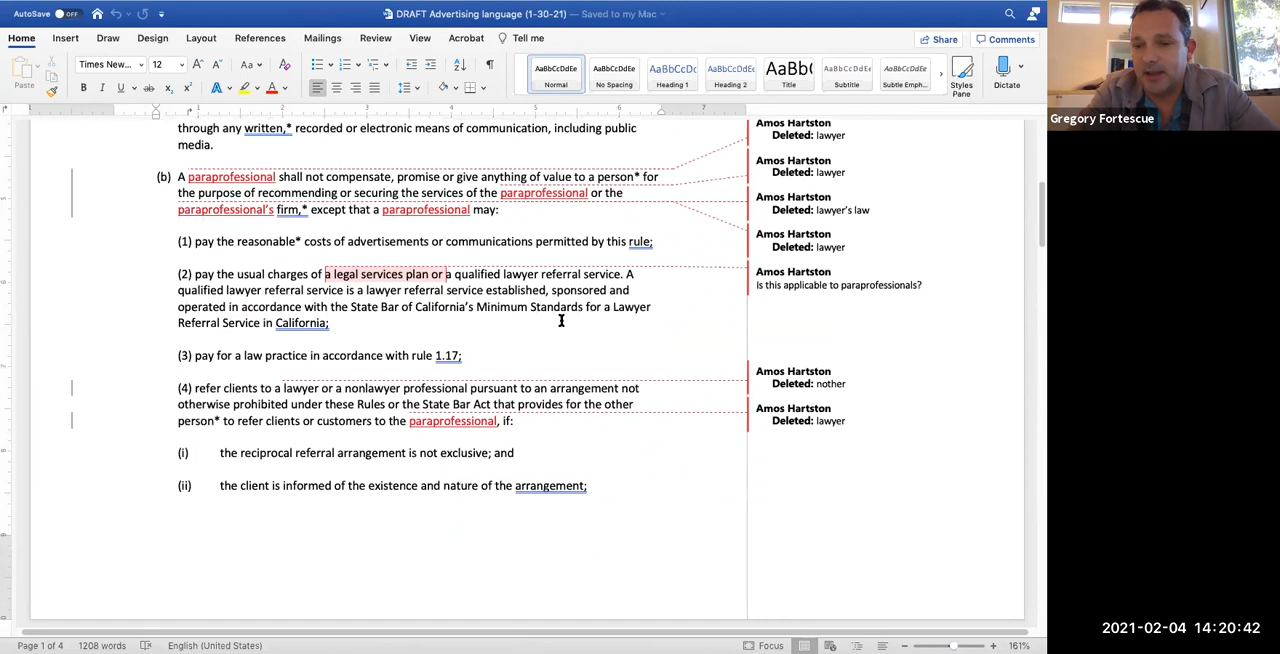 AutoSave OFF
DRAFT Advertising language (1-30-21) — Saved to my Mac
Home Insert Draw Design Layout References Mailings Review View Acrobat Tell me
Share Comments
Times New... 12
Paste
AaBbCcDdEe AaBbCcDdEe AaBbCcDc AaBbCcDdEe AaBb( AaBbCcDdEe AaBbCcDdEe
Normal No Spacing Heading 1 Heading 2 Title Subtitle Subtle Emph...
Styles Pane
Dictate
through any written,* recorded or electronic means of communication, including public
media.
(b) A paraprofessional shall not compensate, promise or give anything of value to a person* for
the purpose of recommending or securing the services of the paraprofessional or the
paraprofessional's firm,* except that a paraprofessional may:
(1) pay the reasonable* costs of advertisements or communications permitted by this rule;
(2) pay the usual charges of a legal services plan or a qualified lawyer referral service. A
qualified lawyer referral service is a lawyer referral service established, sponsored and
operated in accordance with the State Bar of California's Minimum Standards for a Lawyer
Referral Service in California;
(3) pay for a law practice in accordance with rule 1.17;
(4) refer clients to a lawyer or a nonlawyer professional pursuant to an arrangement not
otherwise prohibited under these Rules or the State Bar Act that provides for the other
person* to refer clients or customers to the paraprofessional, if:
(i) the reciprocal referral arrangement is not exclusive; and
(ii) the client is informed of the existence and nature of the arrangement;
Amos Hartston
Deleted: lawyer
Amos Hartston
Deleted: lawyer
Amos Hartston
Deleted: lawyer's law
Amos Hartston
Deleted: lawyer
Amos Hartston
Is this applicable to paraprofessionals?
Amos Hartston
Deleted: nother
Amos Hartston
Deleted: lawyer
Page 1 of 4 1208 words English (United States)
Focus 161%
Gregory Fortescue
2021-02-04 14:20:42